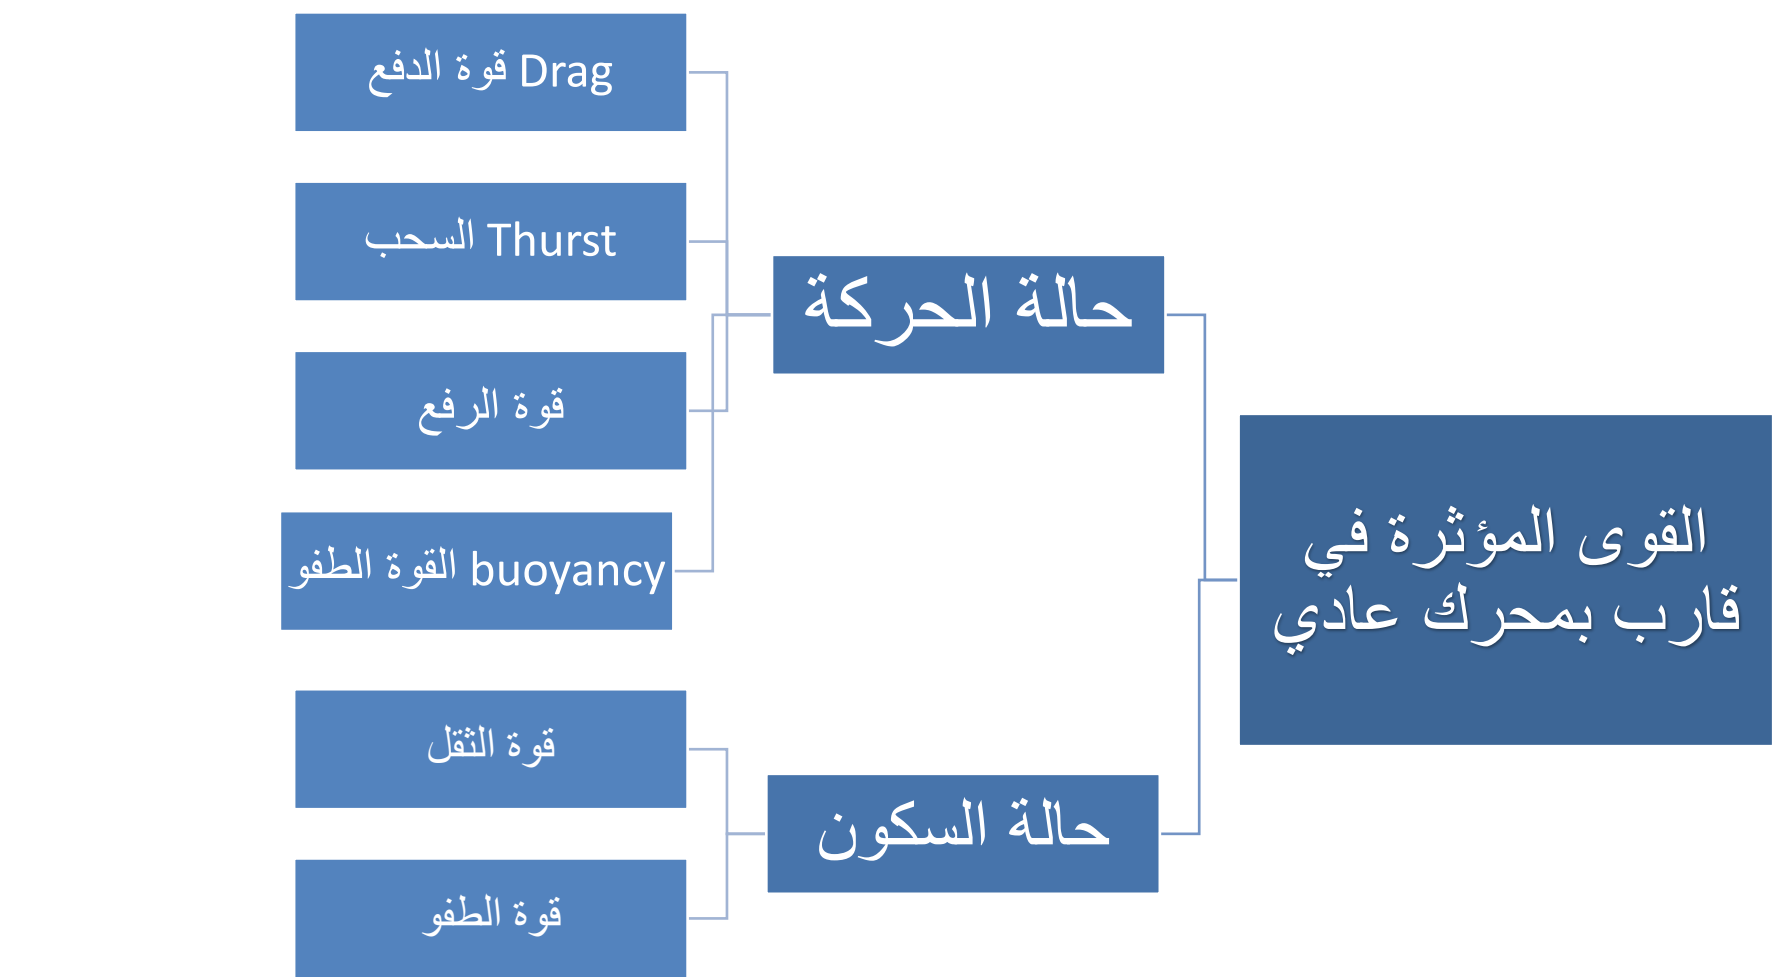 القوى المؤثرة في
قارب بمحرك عادي
حالة الحركة
قوة الدفع Drag
السحب Thurst
قوة الرفع
القوة الطفو buoyancy
حالة السكون
قوة الثقل
قوة الطفو